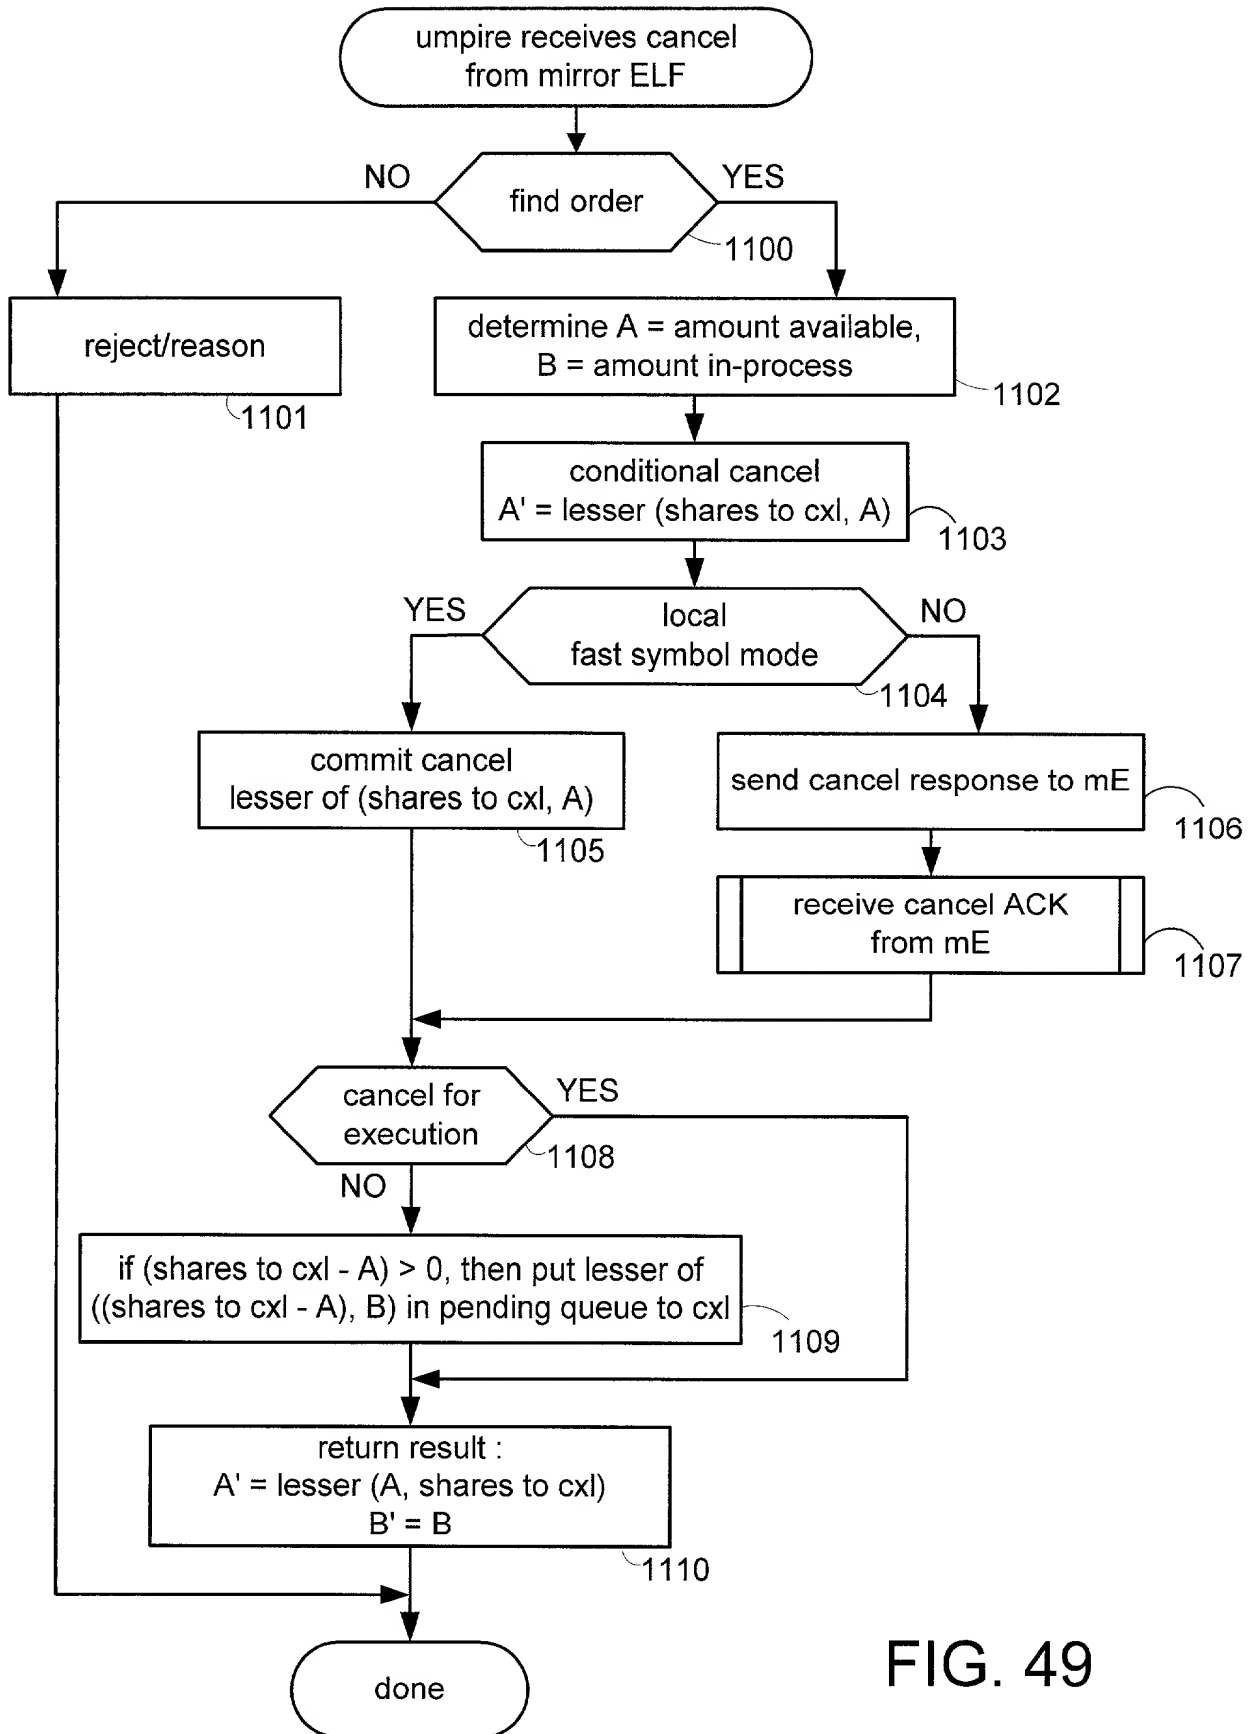 umpire receives cancel
from mirror ELF
NO
YES
find order
1100
reject/reason
1101
determine A = amount available,
B = amount in-process
1102
conditional cancel
A' = lesser (shares to cxl, A)
1103
YES
NO
local
fast symbol mode
1104
commit cancel
lesser of (shares to cxl, A)
1105
send cancel response to mE
1106
receive cancel ACK
from mE
1107
cancel for
execution
YES
1108
NO
if (shares to cxl - A) > 0, then put lesser of
((shares to cxl - A), B) in pending queue to cxl
1109
return result :
A' = lesser (A, shares to cxl)
B' = B
1110
done
FIG. 49